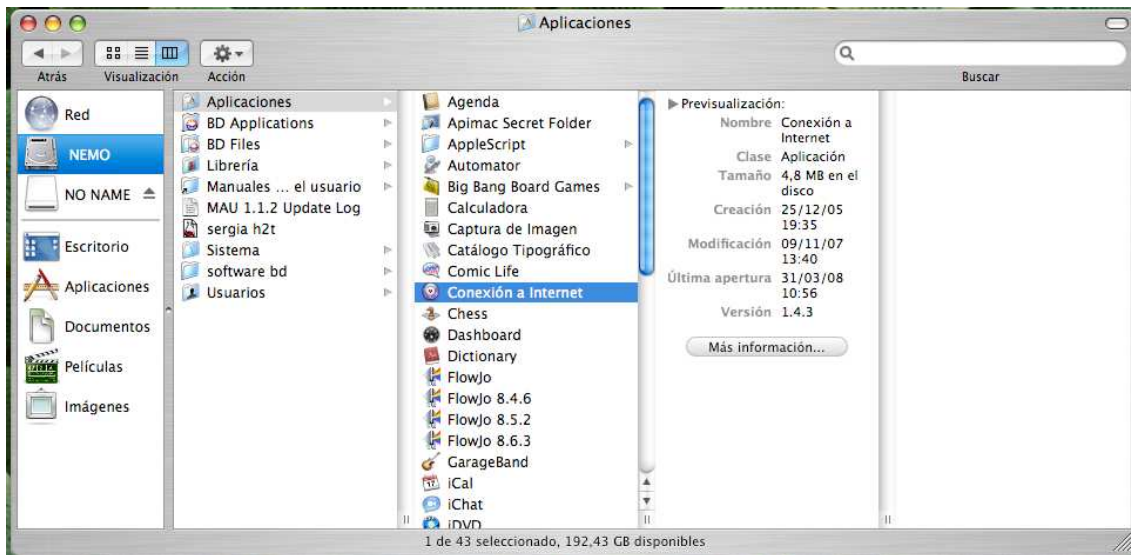 Aplicaciones
Atrás
Visualización
Acción
Buscar
Red
NEMO
NO NAME
Escritorio
Aplicaciones
Documentos
Películas
Imágenes
Aplicaciones
BD Applications
BD Files
Librería
Manuales ... el usuario
MAU 1.1.2 Update Log
sergia h2t
Sistema
software bd
Usuarios
Agenda
Apimac Secret Folder
AppleScript
Automator
Big Bang Board Games
Calculadora
Captura de Imagen
Catálogo Tipográfico
Comic Life
Conexión a Internet
Chess
Dashboard
Dictionary
FlowJo
FlowJo 8.4.6
FlowJo 8.5.2
FlowJo 8.6.3
GarageBand
iCal
iChat
iDVD
Previsualización:
Nombre Conexión a
Internet
Clase Aplicación
Tamaño 4,8 MB en el
disco
Creación 25/12/05
19:35
Modificación 09/11/07
13:40
Última apertura 31/03/08
10:56
Versión 1.4.3
Más información...
1 de 43 seleccionado, 192,43 GB disponibles